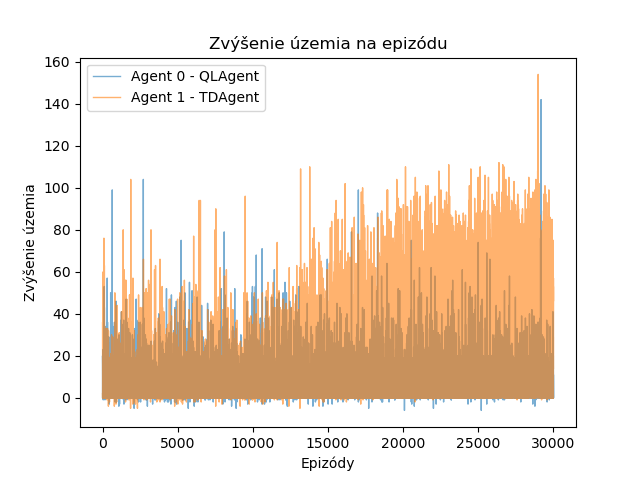 Zvýšenie územia na epizódu
Agent 0 - QLAgent
Agent 1 - TDAgent
Zvýšenie územia
160
140
120
100
80
60
40
20
0
0 5000 10000 15000 20000 25000 30000
Epizódy